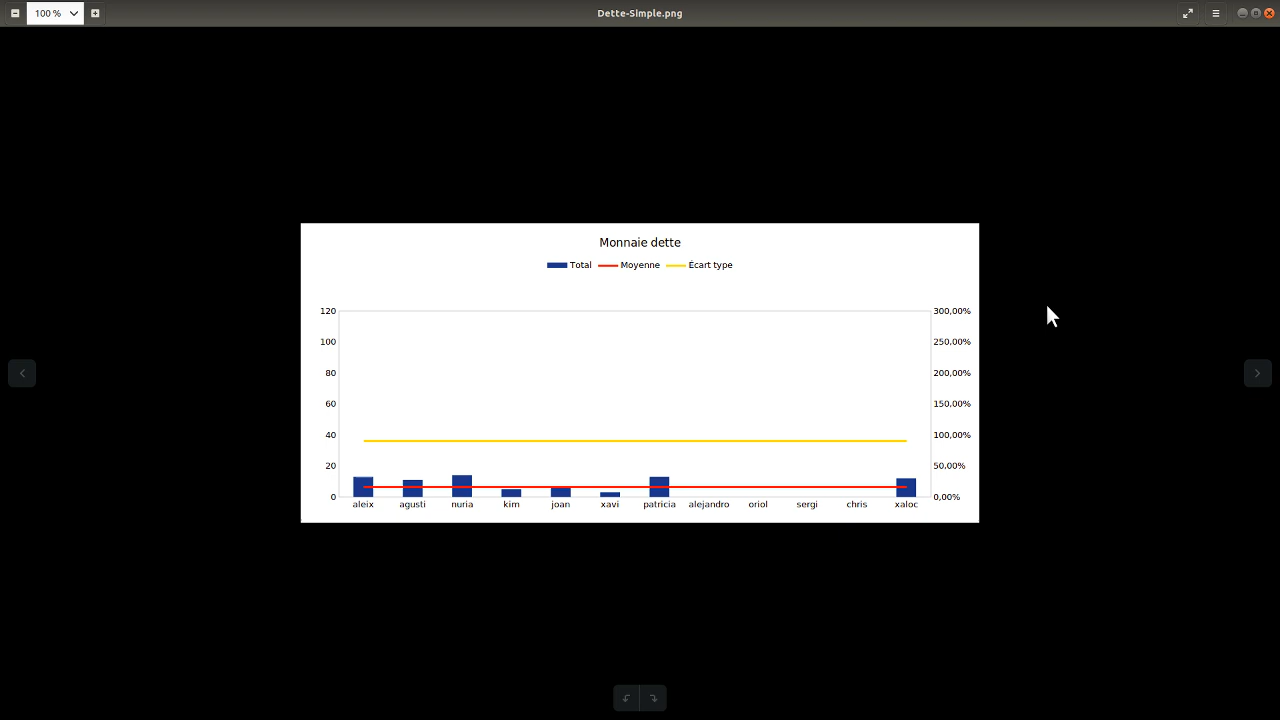 100 %
Dette-Simple.png
Monnaie dette
Total Moyenne Écart type
120 300,00%
100 250,00%
80 200,00%
60 150,00%
40 100,00%
20 50,00%
0 0,00%
aleix agusti nuria kim joan xavi patricia alejandro oriol sergi chris xaloc